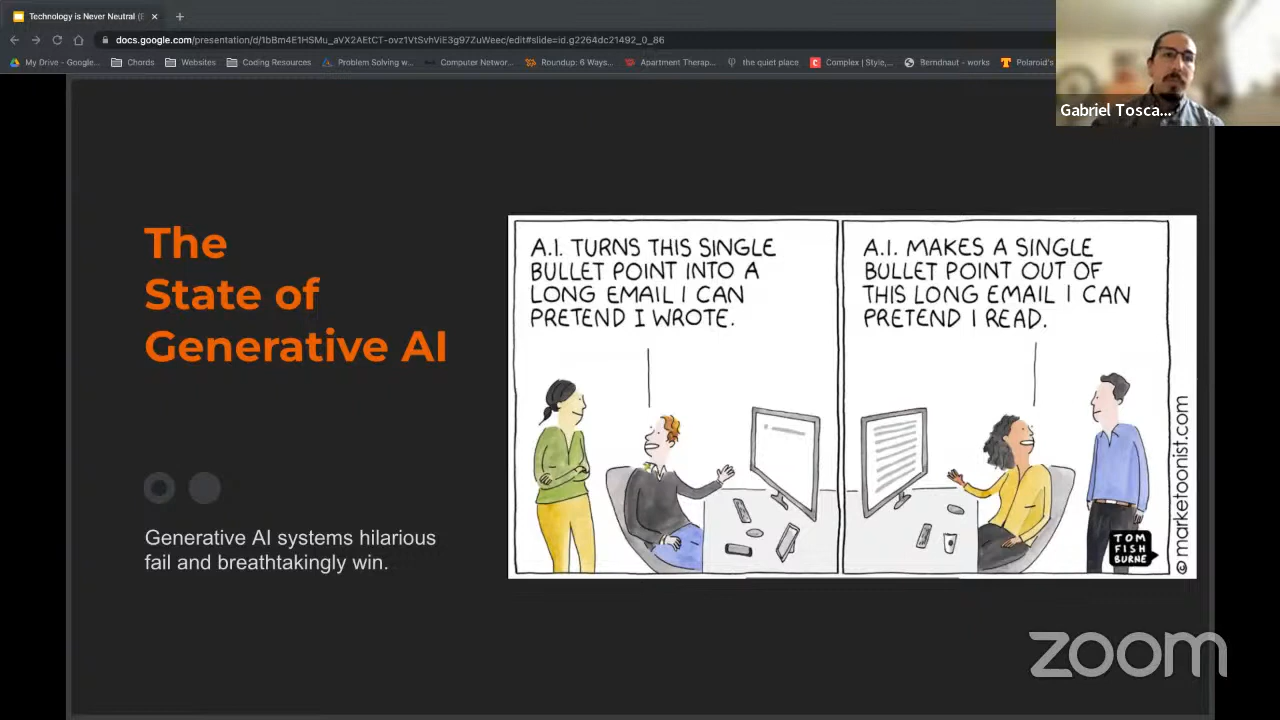 Technology is Never Neutral (E
docs.google.com/presentation/d/1bBm4E1HSMu_aVX2AEtCT-ovz1VtSvhViE3g97ZuWeec/edit#slide=id.g2264dc21492_0_86
My Drive - Google...
Chords
Websites
Coding Resources
Problem Solving w...
Computer Networ...
Roundup: 6 Ways...
Apartment Therap...
the quiet place
Complex | Style,...
Berndnaut - works
Polaroid's
Gabriel Tosca...
The
State of
Generative AI
Generative AI systems hilarious
fail and breathtakingly win.
A.I. TURNS THIS SINGLE
BULLET POINT INTO A
LONG EMAIL I CAN
PRETEND I WROTE.
A.I. MAKES A SINGLE
BULLET POINT OUT OF
THIS LONG EMAIL I CAN
PRETEND I READ.
TOM
FISH
BURNE
© marketoonist.com
zoom